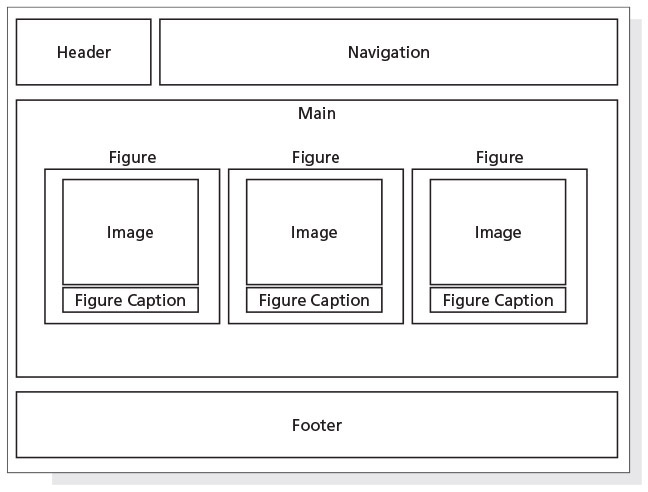 Header
Navigation
Main
Figure
Figure
Figure
Image
Image
Image
Figure Caption
Figure Caption
Figure Caption
Footer